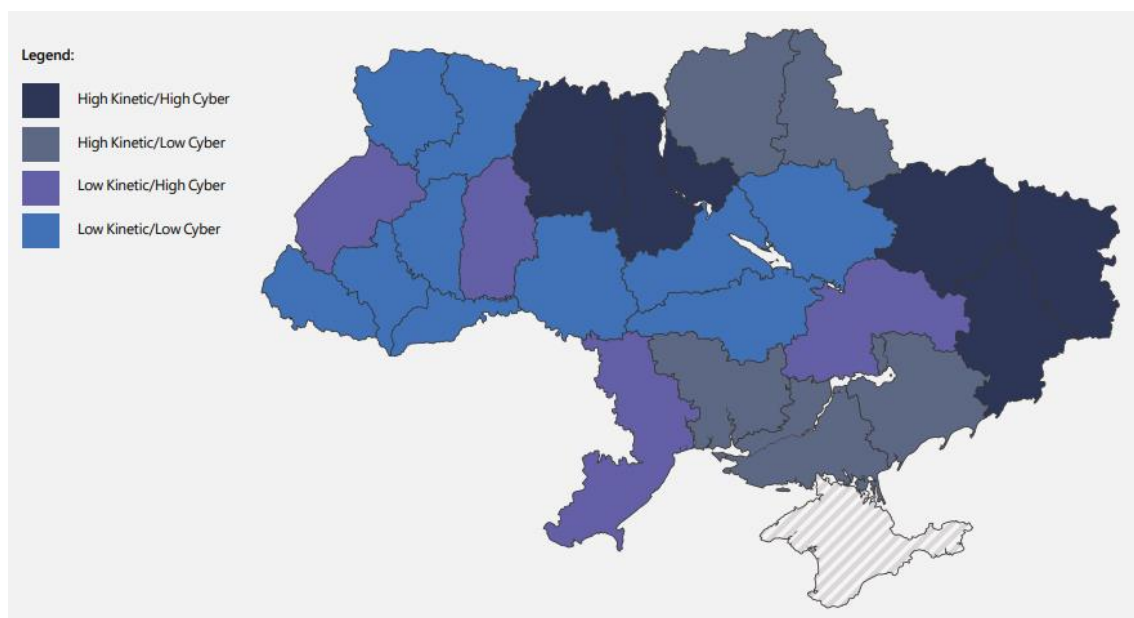 Legend:
High Kinetic/High Cyber
High Kinetic/Low Cyber
Low Kinetic/High Cyber
Low Kinetic/Low Cyber